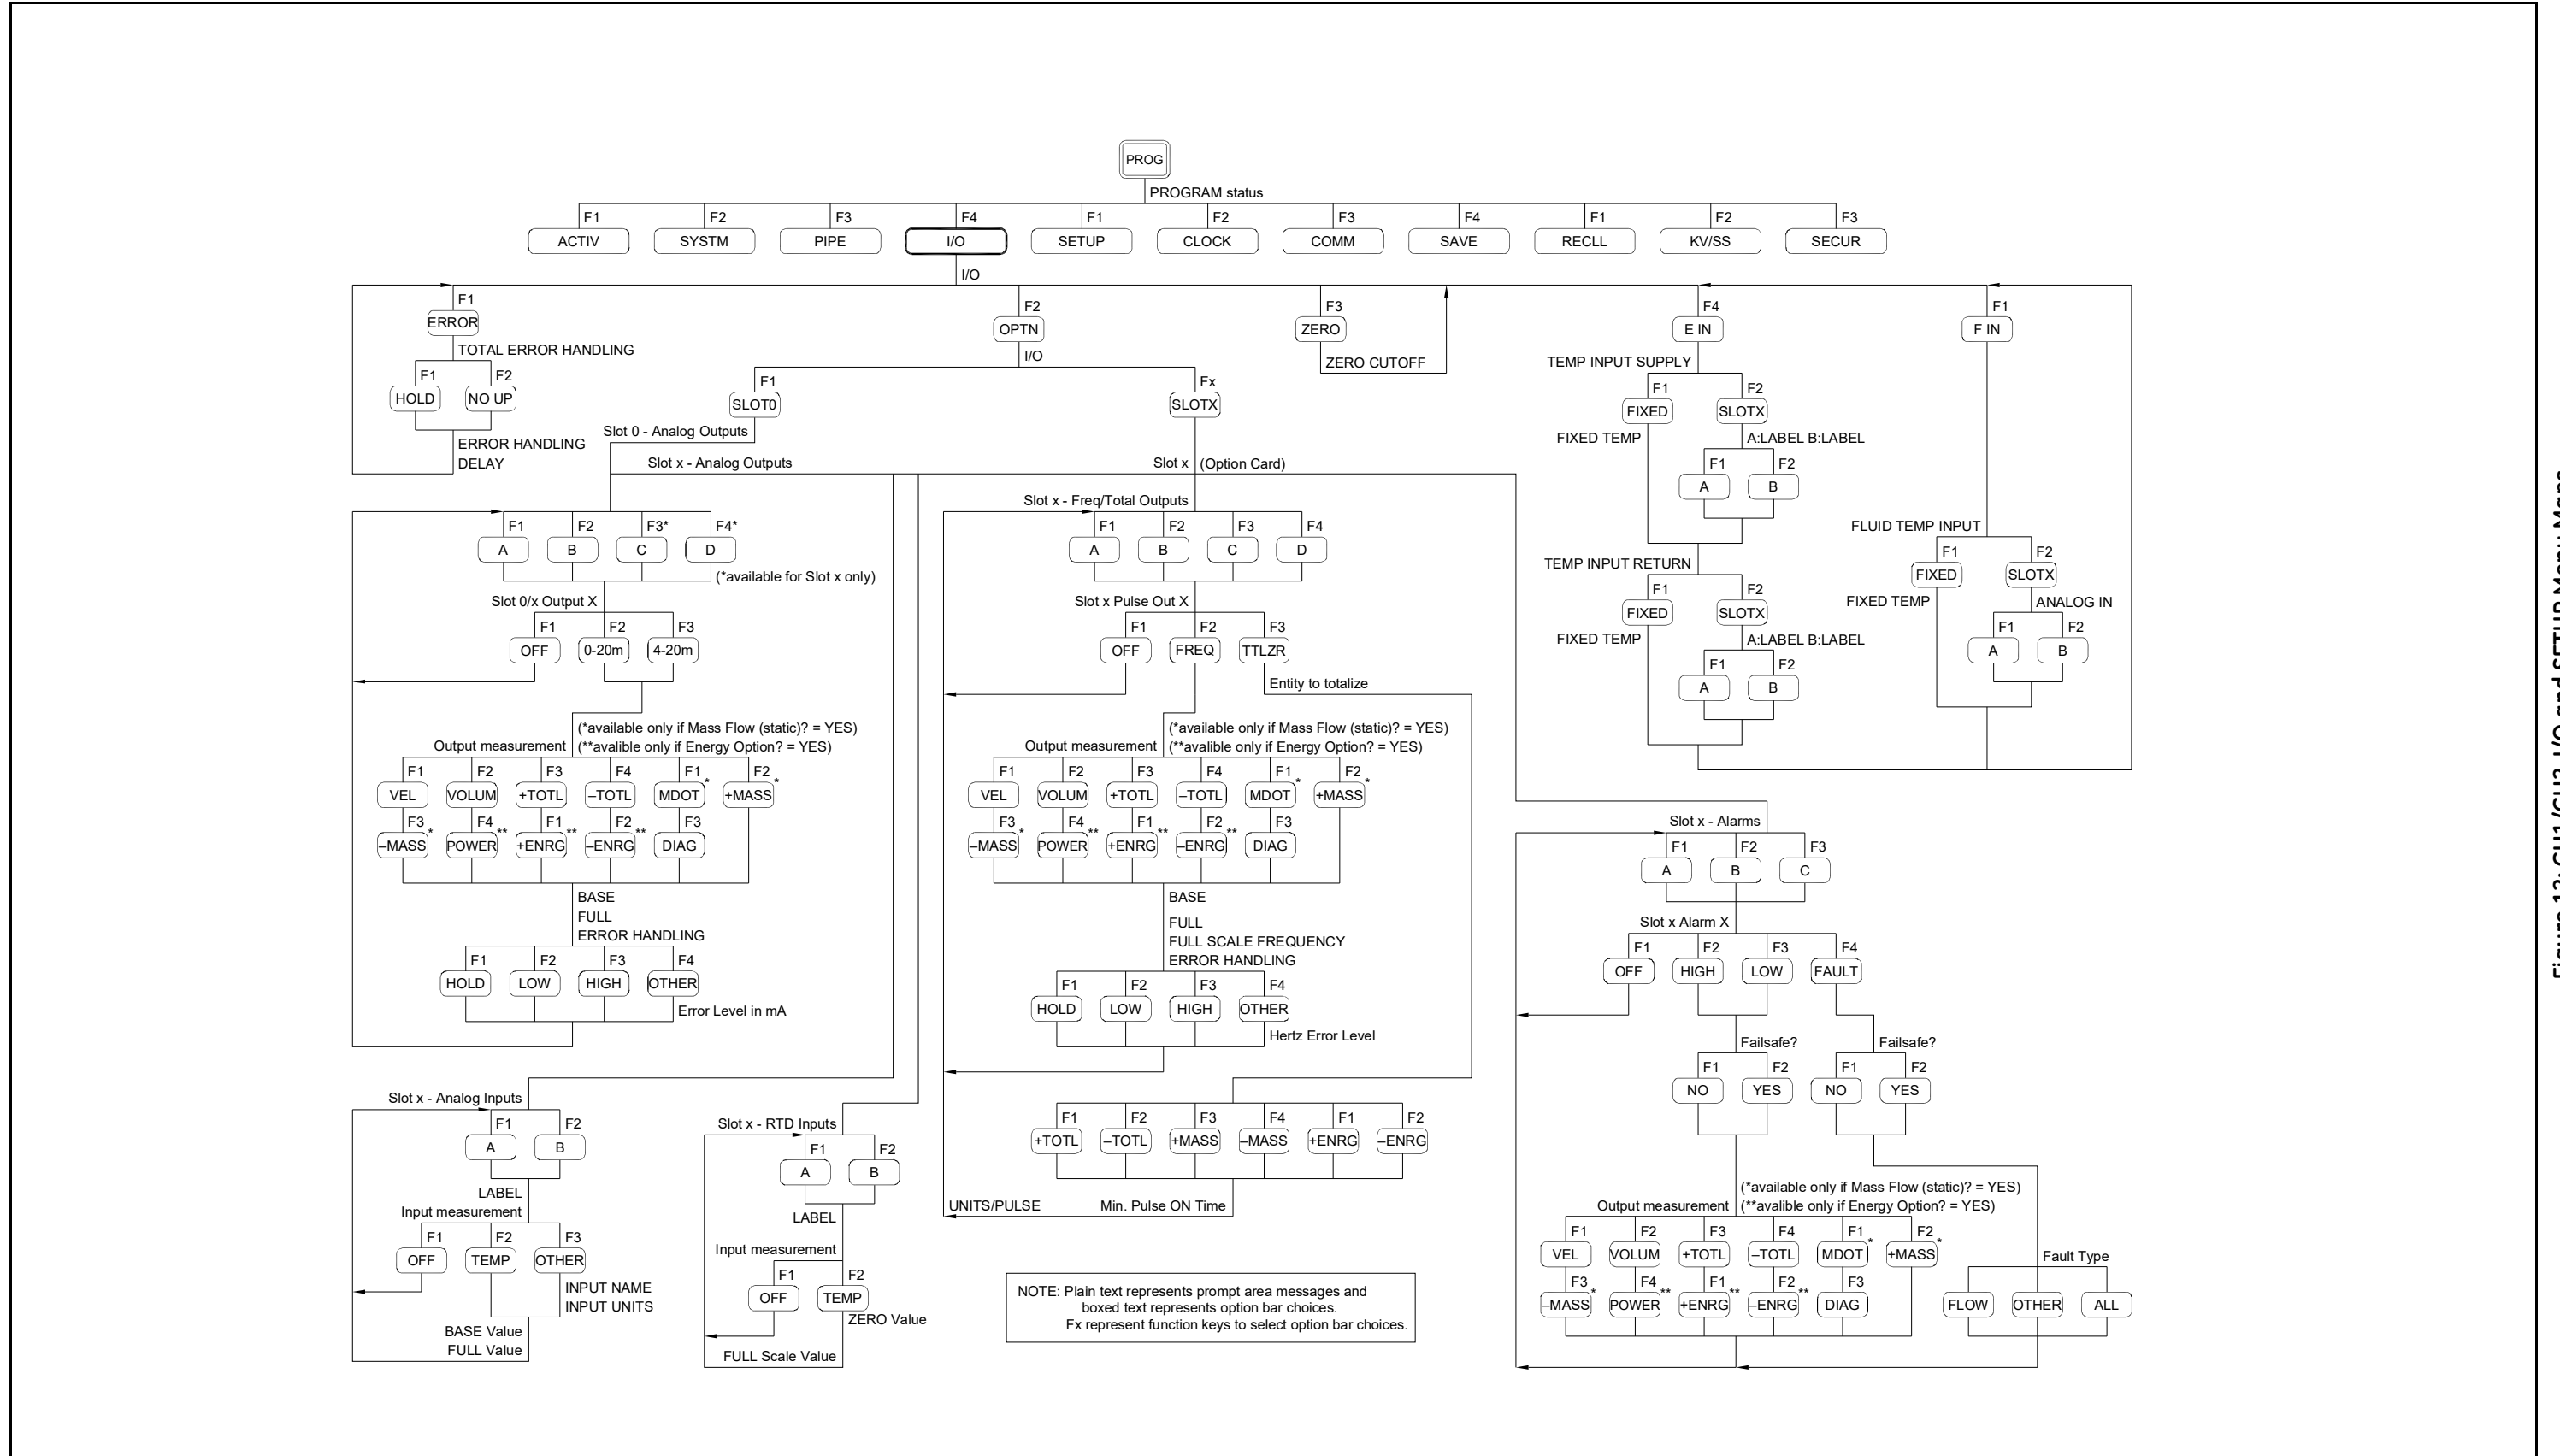 PROG
PROGRAM status
F1 F2 F3 F4 F1 F2 F3 F4 F1 F2 F3
ACTIV SYSTM PIPE I/O SETUP CLOCK COMM SAVE RECLL KV/SS SECUR
I/O
F1
ERROR
TOTAL ERROR HANDLING
F1 F2
HOLD NO UP
ERROR HANDLING
DELAY
F2
OPTN
I/O
F1 Fx
SLOT0 SLOTX
Slot 0 - Analog Outputs
Slot x - Analog Outputs
Slot x (Option Card)
F3
ZERO
ZERO CUTOFF
F4
E IN
TEMP INPUT SUPPLY
F1 F2
FIXED SLOTX
FIXED TEMP A:LABEL B:LABEL
F1 F2
A B
TEMP INPUT RETURN
F1 F2
FIXED SLOTX
FIXED TEMP A:LABEL B:LABEL
F1 F2
A B
F1
F IN
FLUID TEMP INPUT
F1 F2
FIXED SLOTX
FIXED TEMP ANALOG IN
F1 F2
A B
F1 F2 F3* F4*
A B C D
(*available for Slot x only)
Slot 0/x Output X
F1 F2 F3
OFF 0-20m 4-20m
(*available only if Mass Flow (static)? = YES)
Output measurement (**avalible only if Energy Option? = YES)
F1 F2 F3 F4 F1 F2
VEL VOLUM +TOTL –TOTL MDOT* +MASS*
F3 F4 F1 F2 F3
–MASS* POWER** +ENRG** –ENRG** DIAG
BASE
FULL
ERROR HANDLING
F1 F2 F3 F4
HOLD LOW HIGH OTHER
Error Level in mA
Slot x - Freq/Total Outputs
F1 F2 F3 F4
A B C D
Slot x Pulse Out X
F1 F2 F3
OFF FREQ TTLZR
Entity to totalize
(*available only if Mass Flow (static)? = YES)
Output measurement (**avalible only if Energy Option? = YES)
F1 F2 F3 F4 F1 F2
VEL VOLUM +TOTL –TOTL MDOT* +MASS*
F3 F4 F1 F2 F3
–MASS* POWER** +ENRG** –ENRG** DIAG
BASE
FULL
FULL SCALE FREQUENCY
ERROR HANDLING
F1 F2 F3 F4
HOLD LOW HIGH OTHER
Hertz Error Level
F1 F2 F3 F4 F1 F2
+TOTL –TOTL +MASS –MASS +ENRG –ENRG
UNITS/PULSE Min. Pulse ON Time
Slot x - Analog Inputs
F1 F2
A B
LABEL
Input measurement
F1 F2 F3
OFF TEMP OTHER
INPUT NAME
INPUT UNITS
BASE Value
FULL Value
Slot x - RTD Inputs
F1 F2
A B
LABEL
Input measurement
F1 F2
OFF TEMP
ZERO Value
FULL Scale Value
Slot x - Alarms
F1 F2 F3
A B C
Slot x Alarm X
F1 F2 F3 F4
OFF HIGH LOW FAULT
Failsafe? Failsafe?
F1 F2 F1 F2
NO YES NO YES
(*available only if Mass Flow (static)? = YES)
Output measurement (**avalible only if Energy Option? = YES)
F1 F2 F3 F4 F1 F2
VEL VOLUM +TOTL –TOTL MDOT* +MASS*
F3 F4 F1 F2 F3
–MASS* POWER** +ENRG** –ENRG** DIAG
Fault Type
FLOW OTHER ALL
NOTE: Plain text represents prompt area messages and
boxed text represents option bar choices.
Fx represent function keys to select option bar choices.